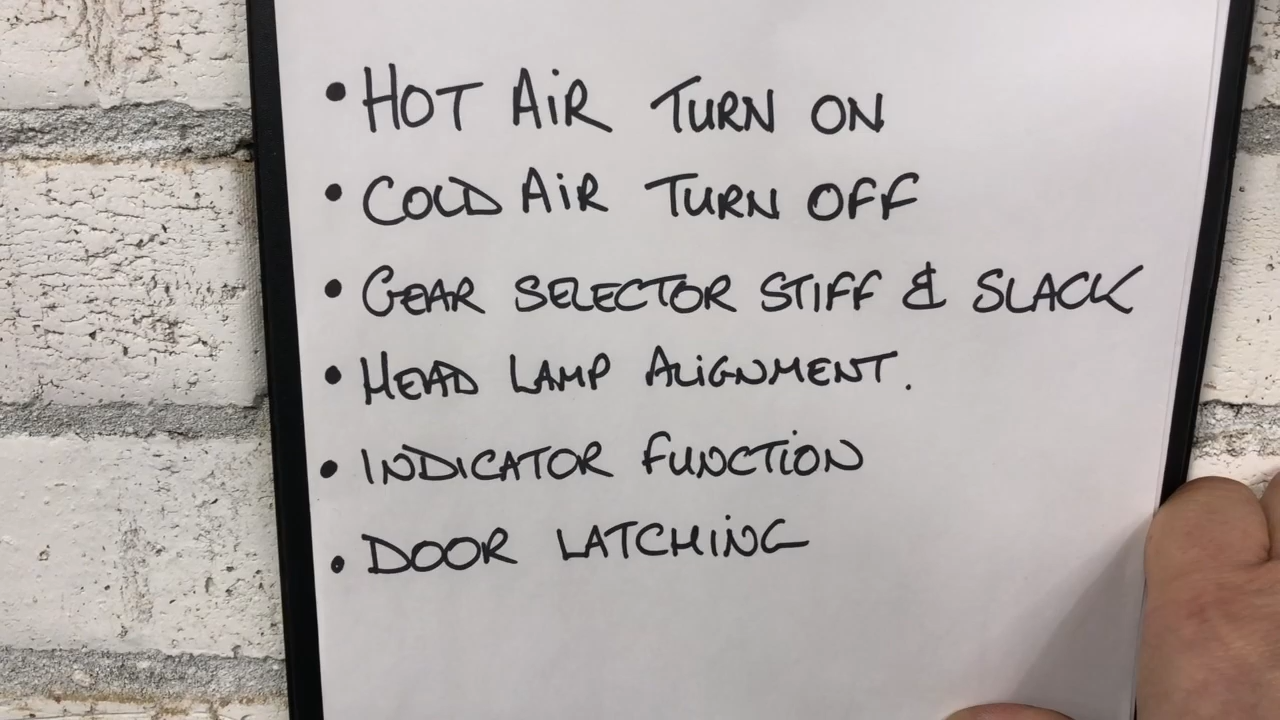 • HOT AiR TURN ON
• COLD AiR TURN OFF
• GEAR SELECTOR STIFF & SLACK
• HEAD LAMP ALiGNMENT.
• INDICATOR FUNCTiON
• DOOR LATCHiNG